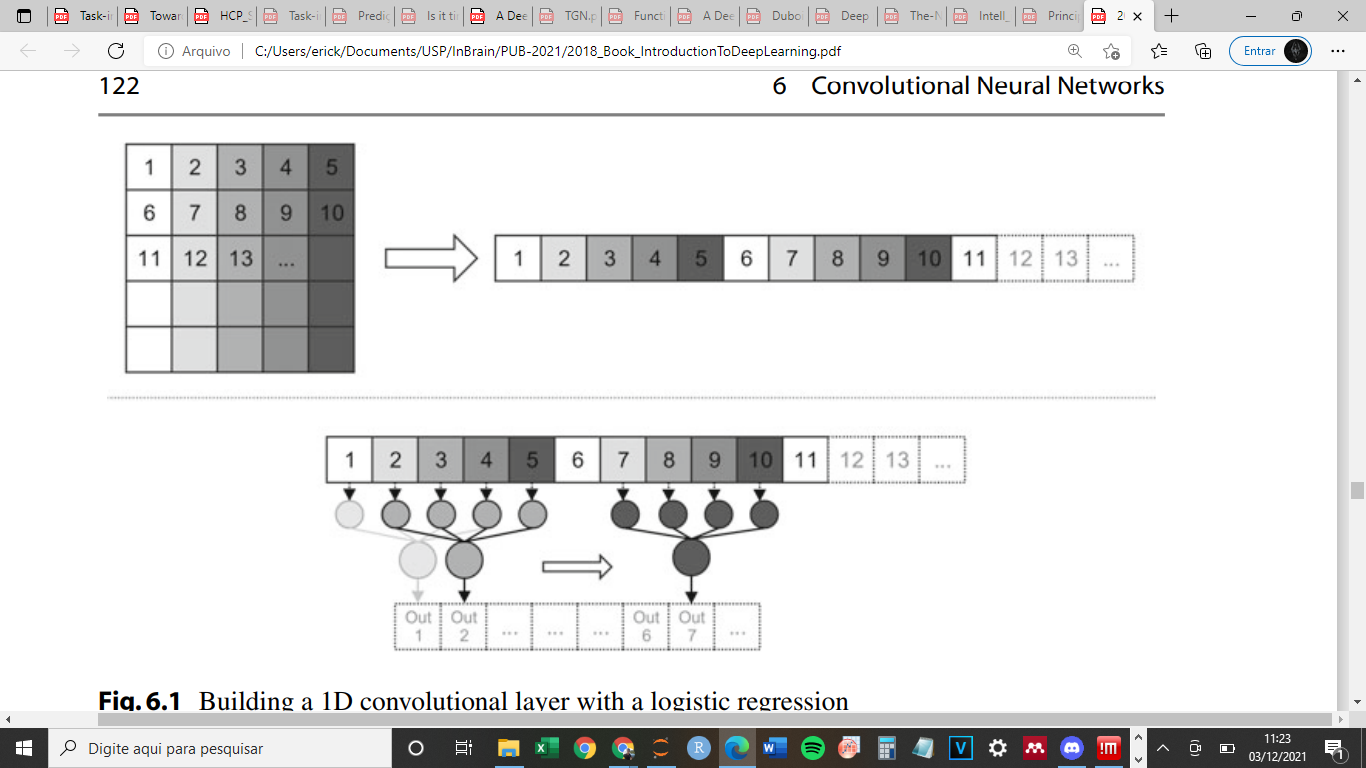 Task-i
Towar
HCP_S
Task-i
Predic
Is it tir
A Dee
TGN.p
Functi
A Dee
Dubo
Deep
The-N
Intell_
Princi
Arquivo C:/Users/erick/Documents/USP/InBrain/PUB-2021/2018_Book_IntroductionToDeepLearning.pdf Entrar
122 6 Convolutional Neural Networks
1 2 3 4 5
6 7 8 9 10
11 12 13 ...
1 2 3 4 5 6 7 8 9 10 11 12 13 ...
1 2 3 4 5 6 7 8 9 10 11 12 13 ...
Out Out Out Out
1 2 ... ... ... 6 7 ...
Fig. 6.1 Building a 1D convolutional layer with a logistic regression
Digite aqui para pesquisar
11:23
03/12/2021
1